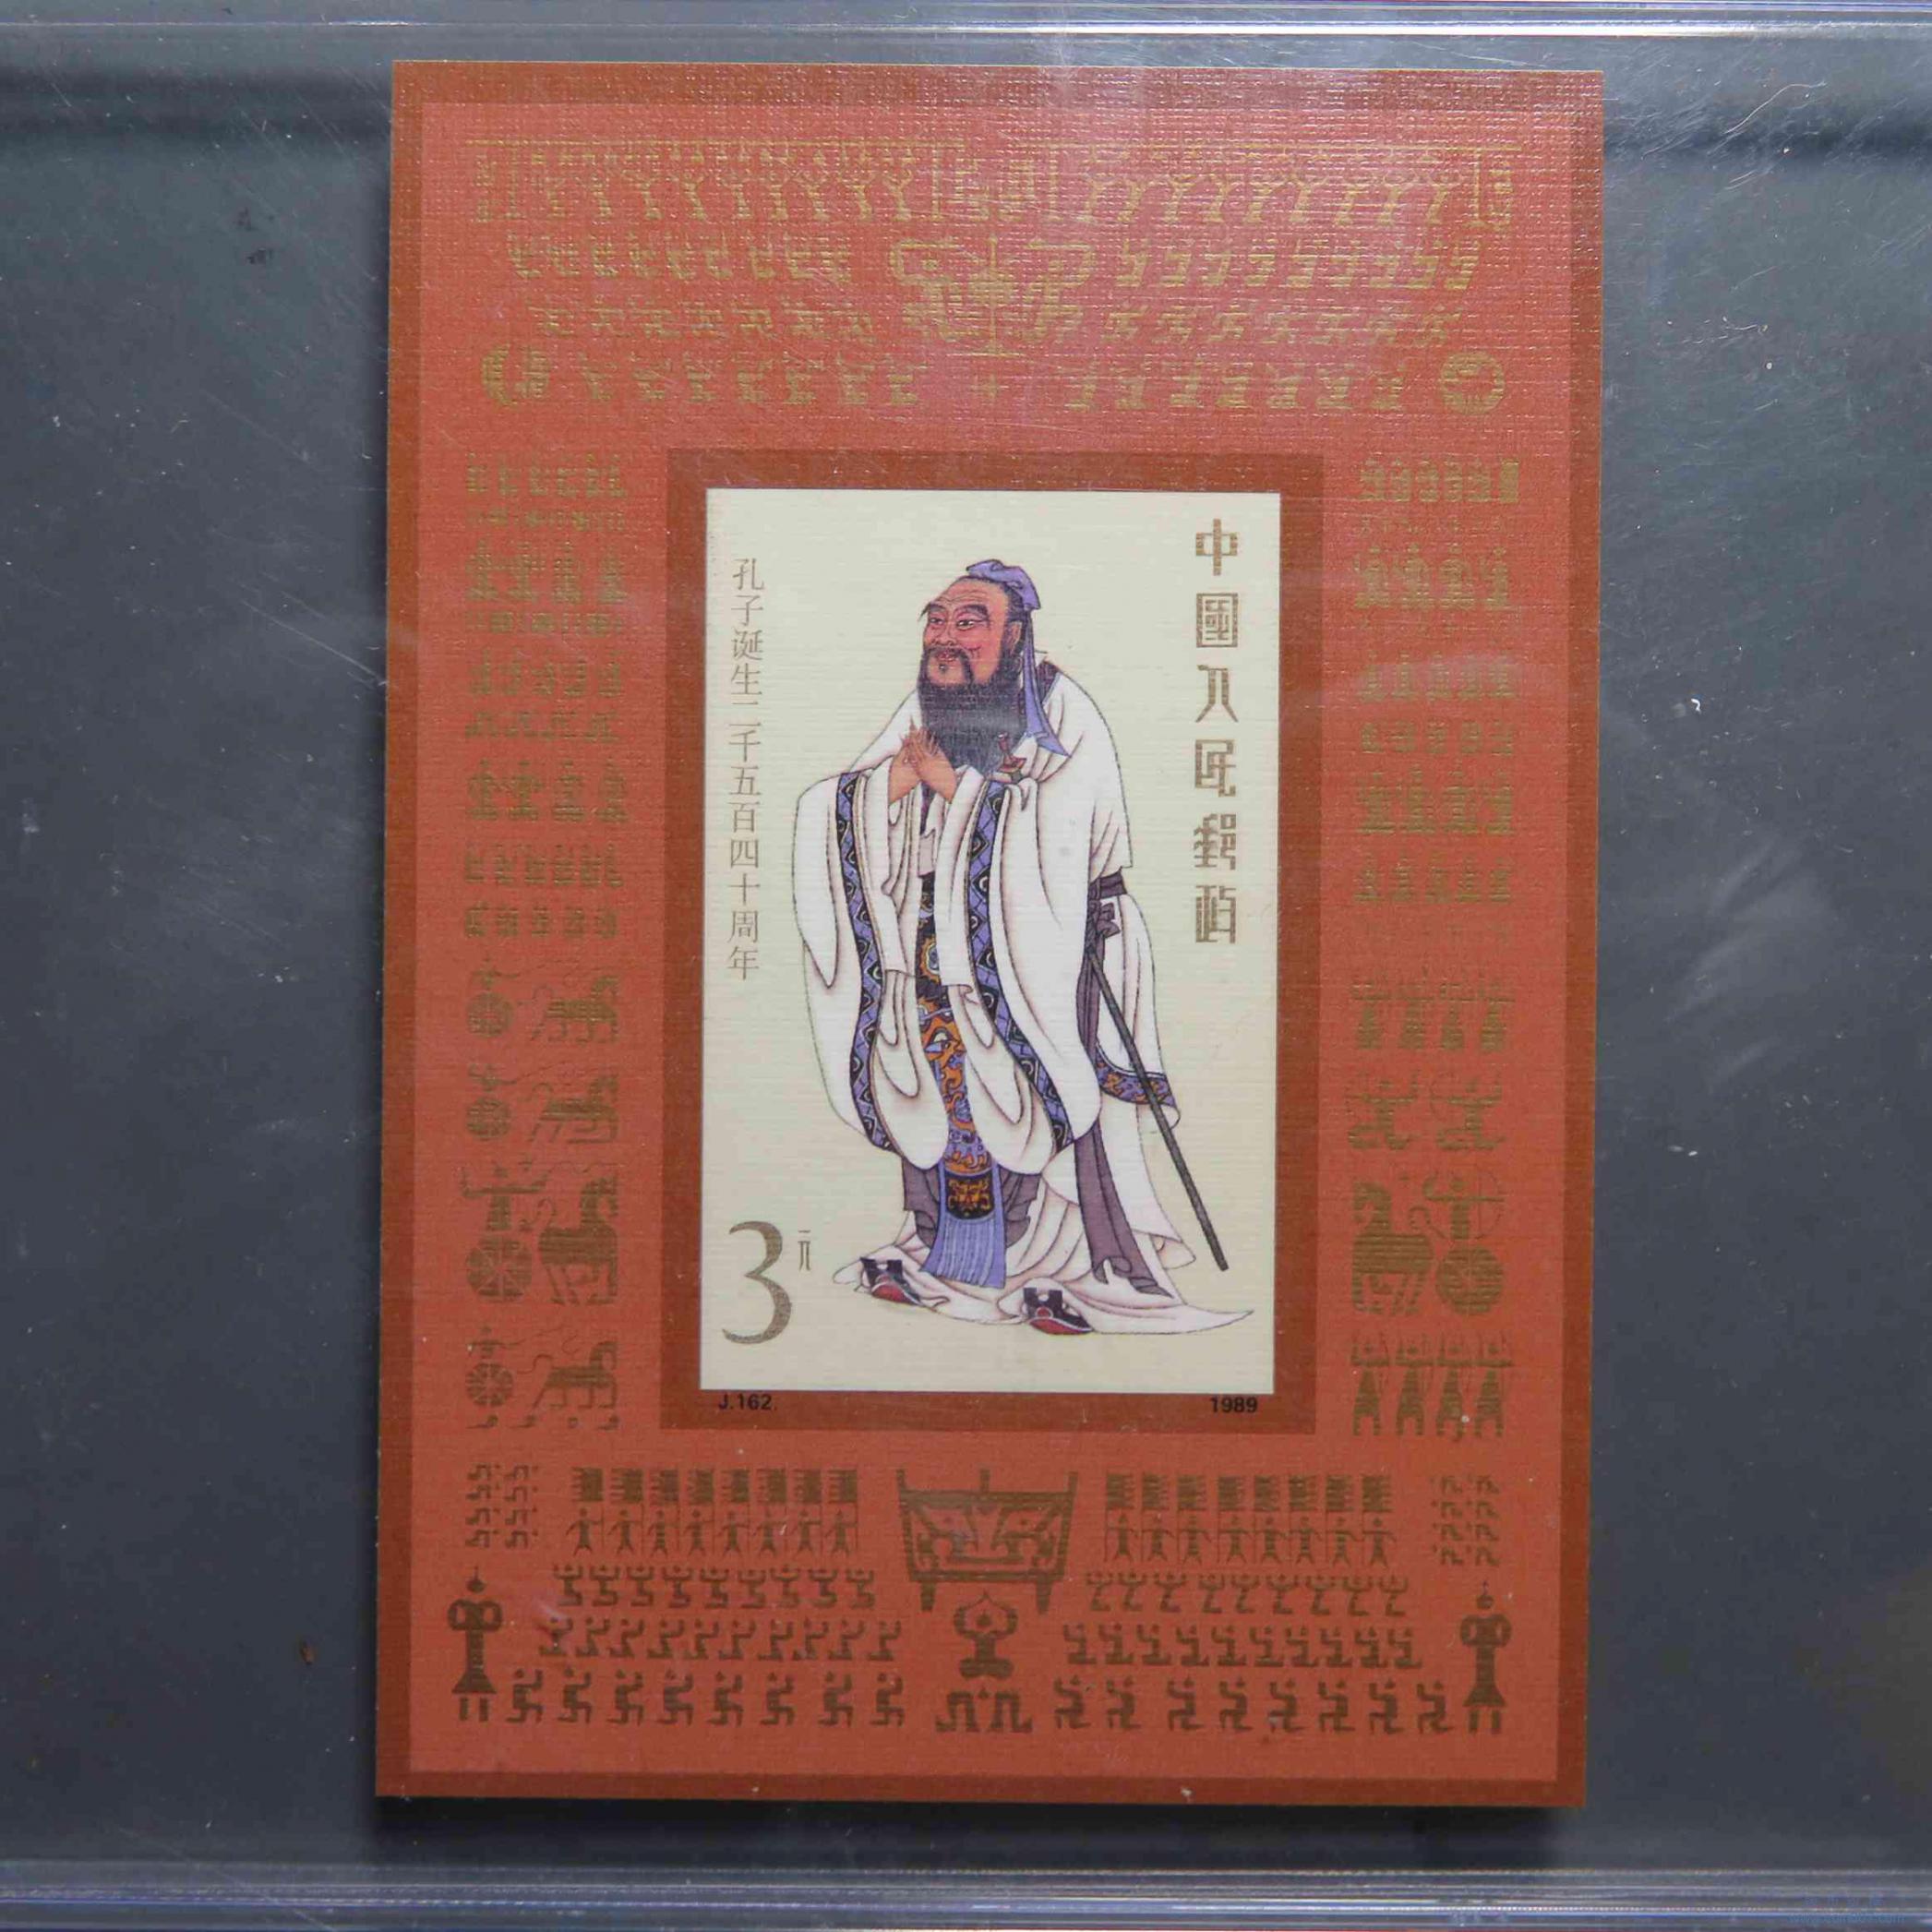 中國人民郵政
孔子诞生二千五百四十周年
3元
J.162.
1989